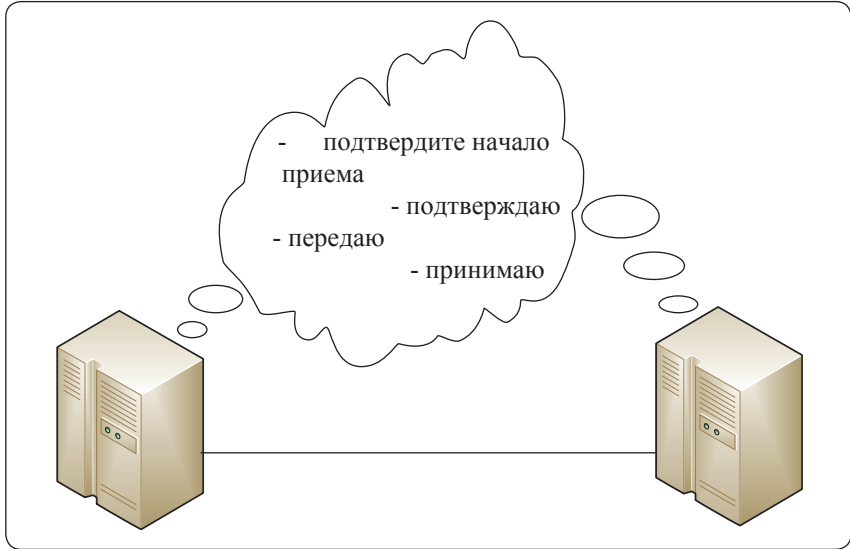 - подтвердите начало
приема
- подтверждаю
- передаю
- принимаю